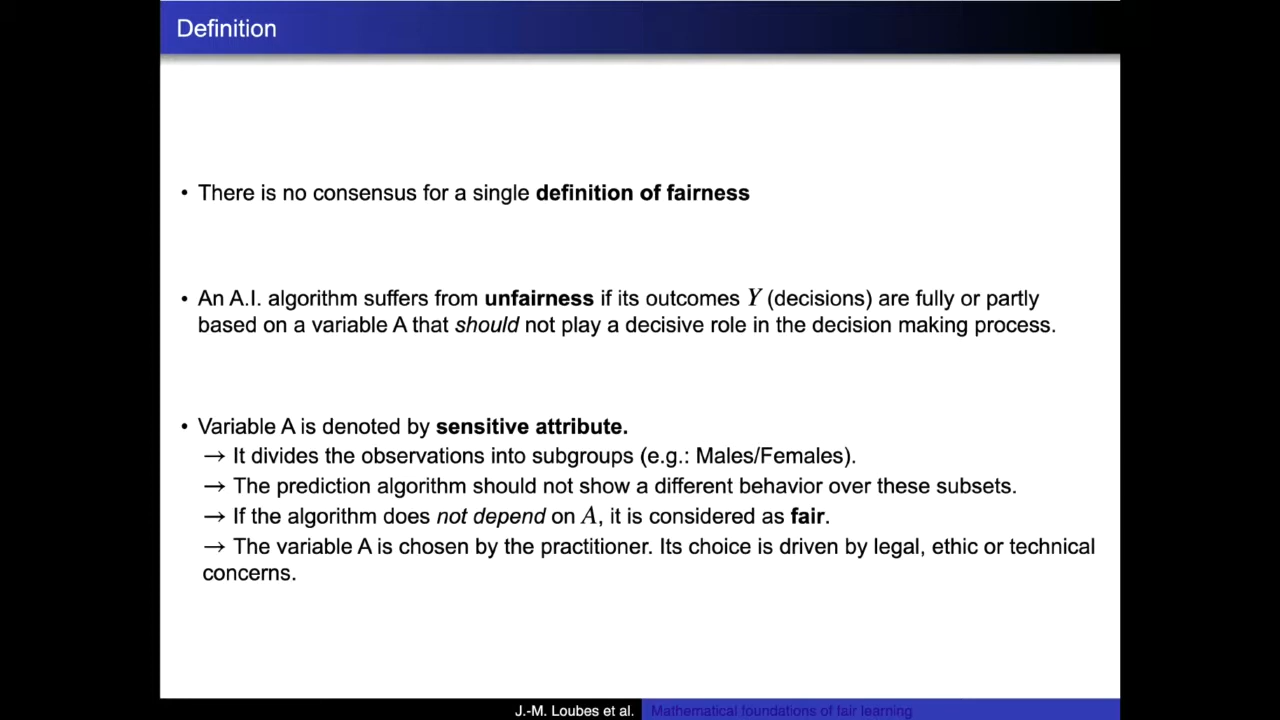 Definition
• There is no consensus for a single definition of fairness
• An A.I. algorithm suffers from unfairness if its outcomes Y (decisions) are fully or partly
based on a variable A that should not play a decisive role in the decision making process.
• Variable A is denoted by sensitive attribute.
→ It divides the observations into subgroups (e.g.: Males/Females).
→ The prediction algorithm should not show a different behavior over these subsets.
→ If the algorithm does not depend on A, it is considered as fair.
→ The variable A is chosen by the practitioner. Its choice is driven by legal, ethic or technical
concerns.
J.-M. Loubes et al. Mathematical foundations of fair learning